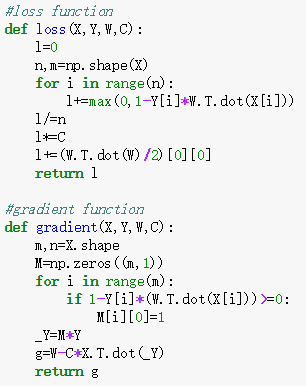 #loss function
def loss(X,Y,W,C):
    l=0
    n,m=np.shape(X)
    for i in range(n):
        l+=max(0,1-Y[i]*W.T.dot(X[i]))
    l/=n
    l*=C
    l+=(W.T.dot(W)/2)[0][0]
    return l

#gradient function
def gradient(X,Y,W,C):
    m,n=X.shape
    M=np.zeros((m,1))
    for i in range(m):
        if 1-Y[i]*(W.T.dot(X[i]))>=0:
            M[i][0]=1
    _Y=M*Y
    g=W-C*X.T.dot(_Y)
    return g